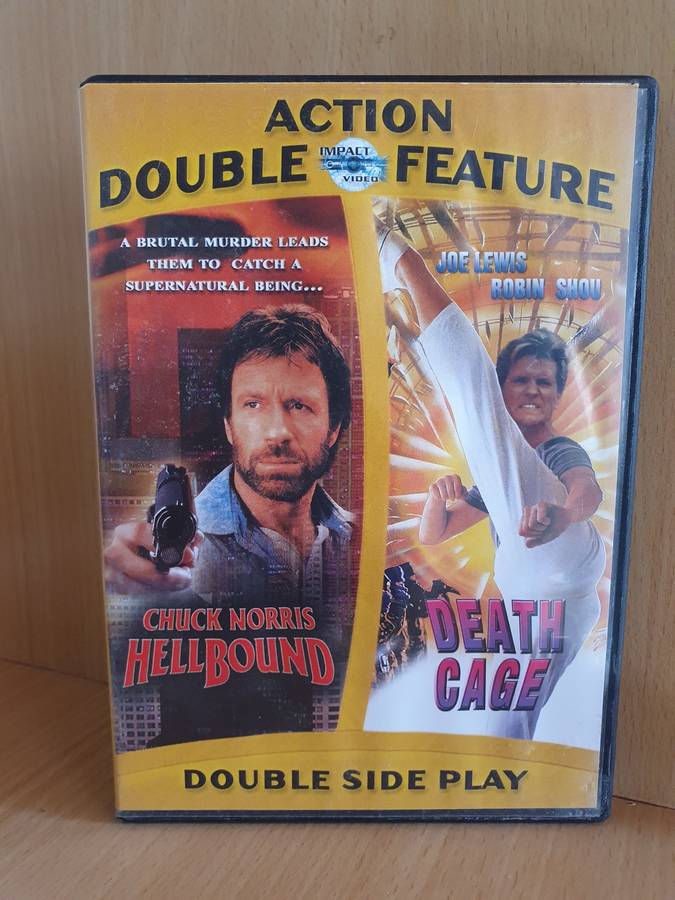 ACTION
DOUBLE FEATURE
IMPACT
VIDEO
A BRUTAL MURDER LEADS
THEM TO CATCH A
SUPERNATURAL BEING...
CHUCK NORRIS
HELLBOUND
JOE LEWIS
ROBIN SHOU
DEATH
CAGE
DOUBLE SIDE PLAY